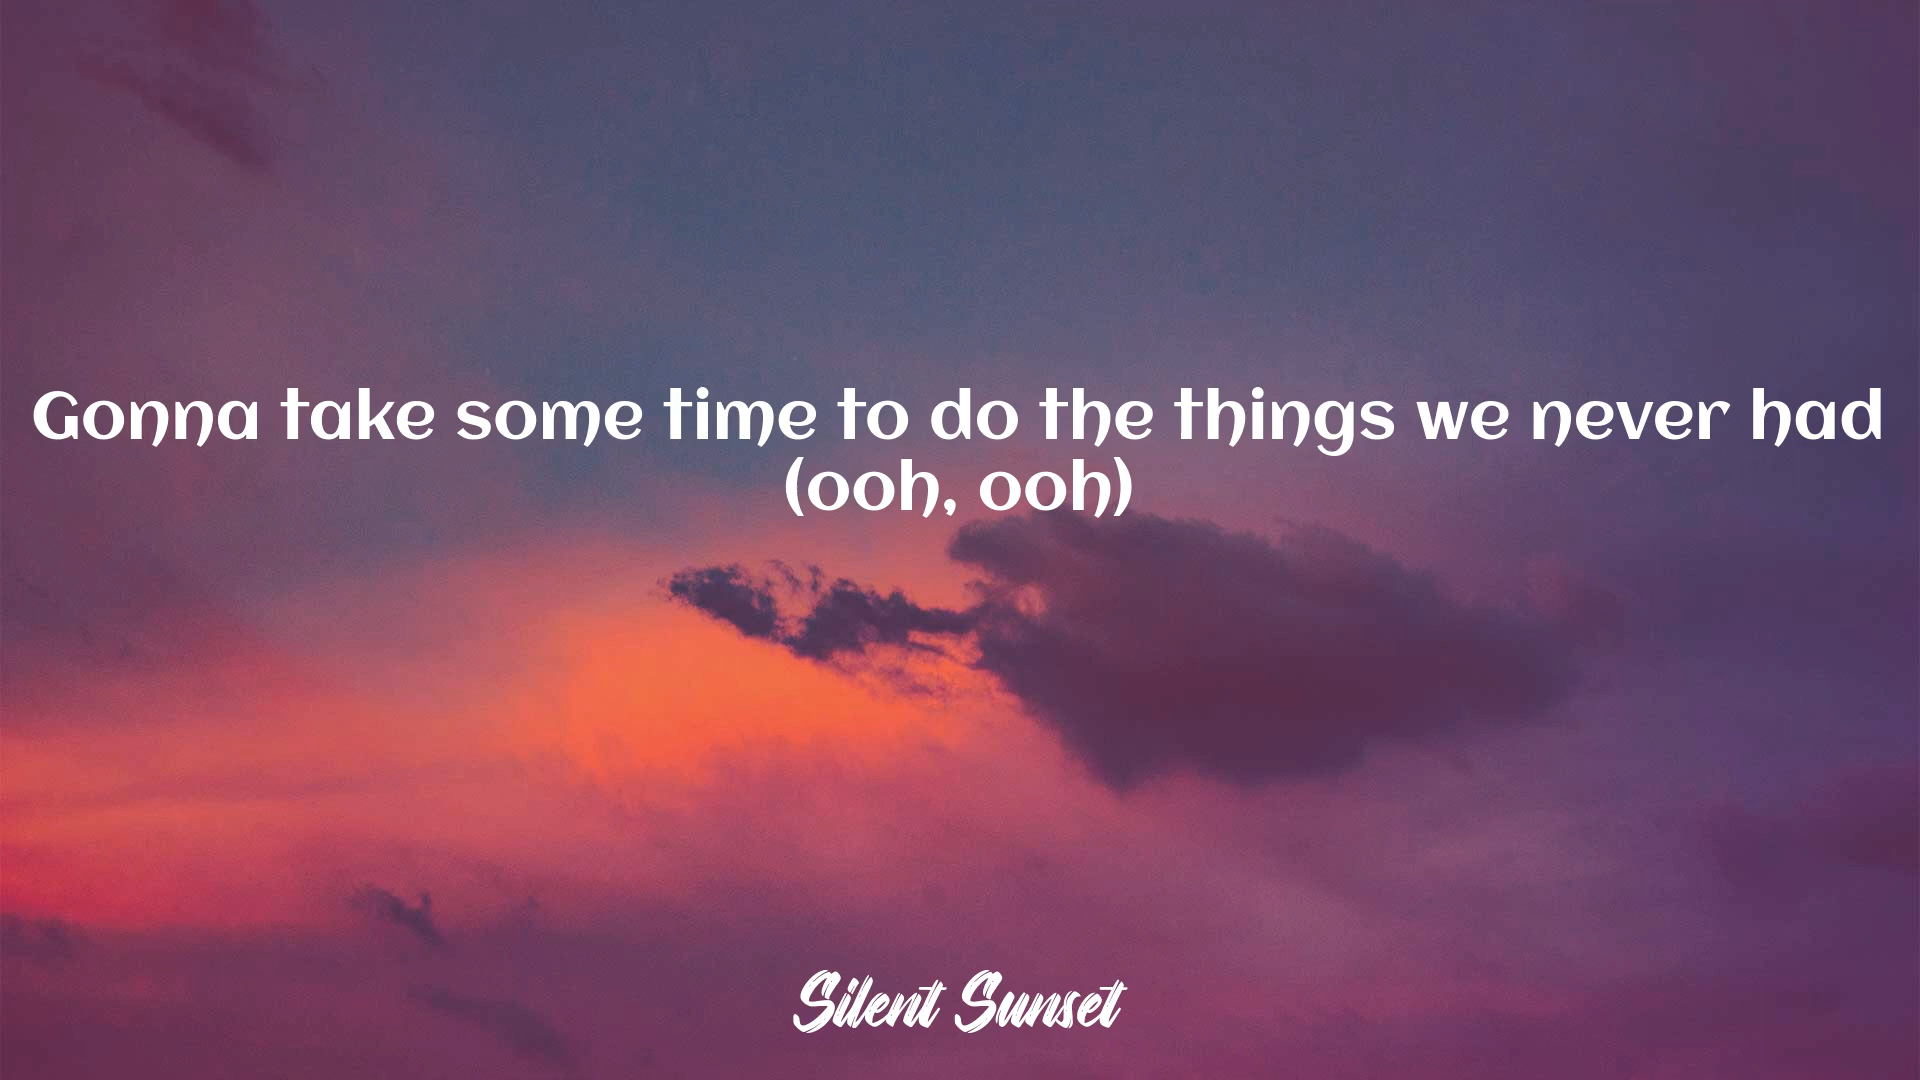 Gonna take some time to do the things we never had
(ooh, ooh)
Silent Sunset